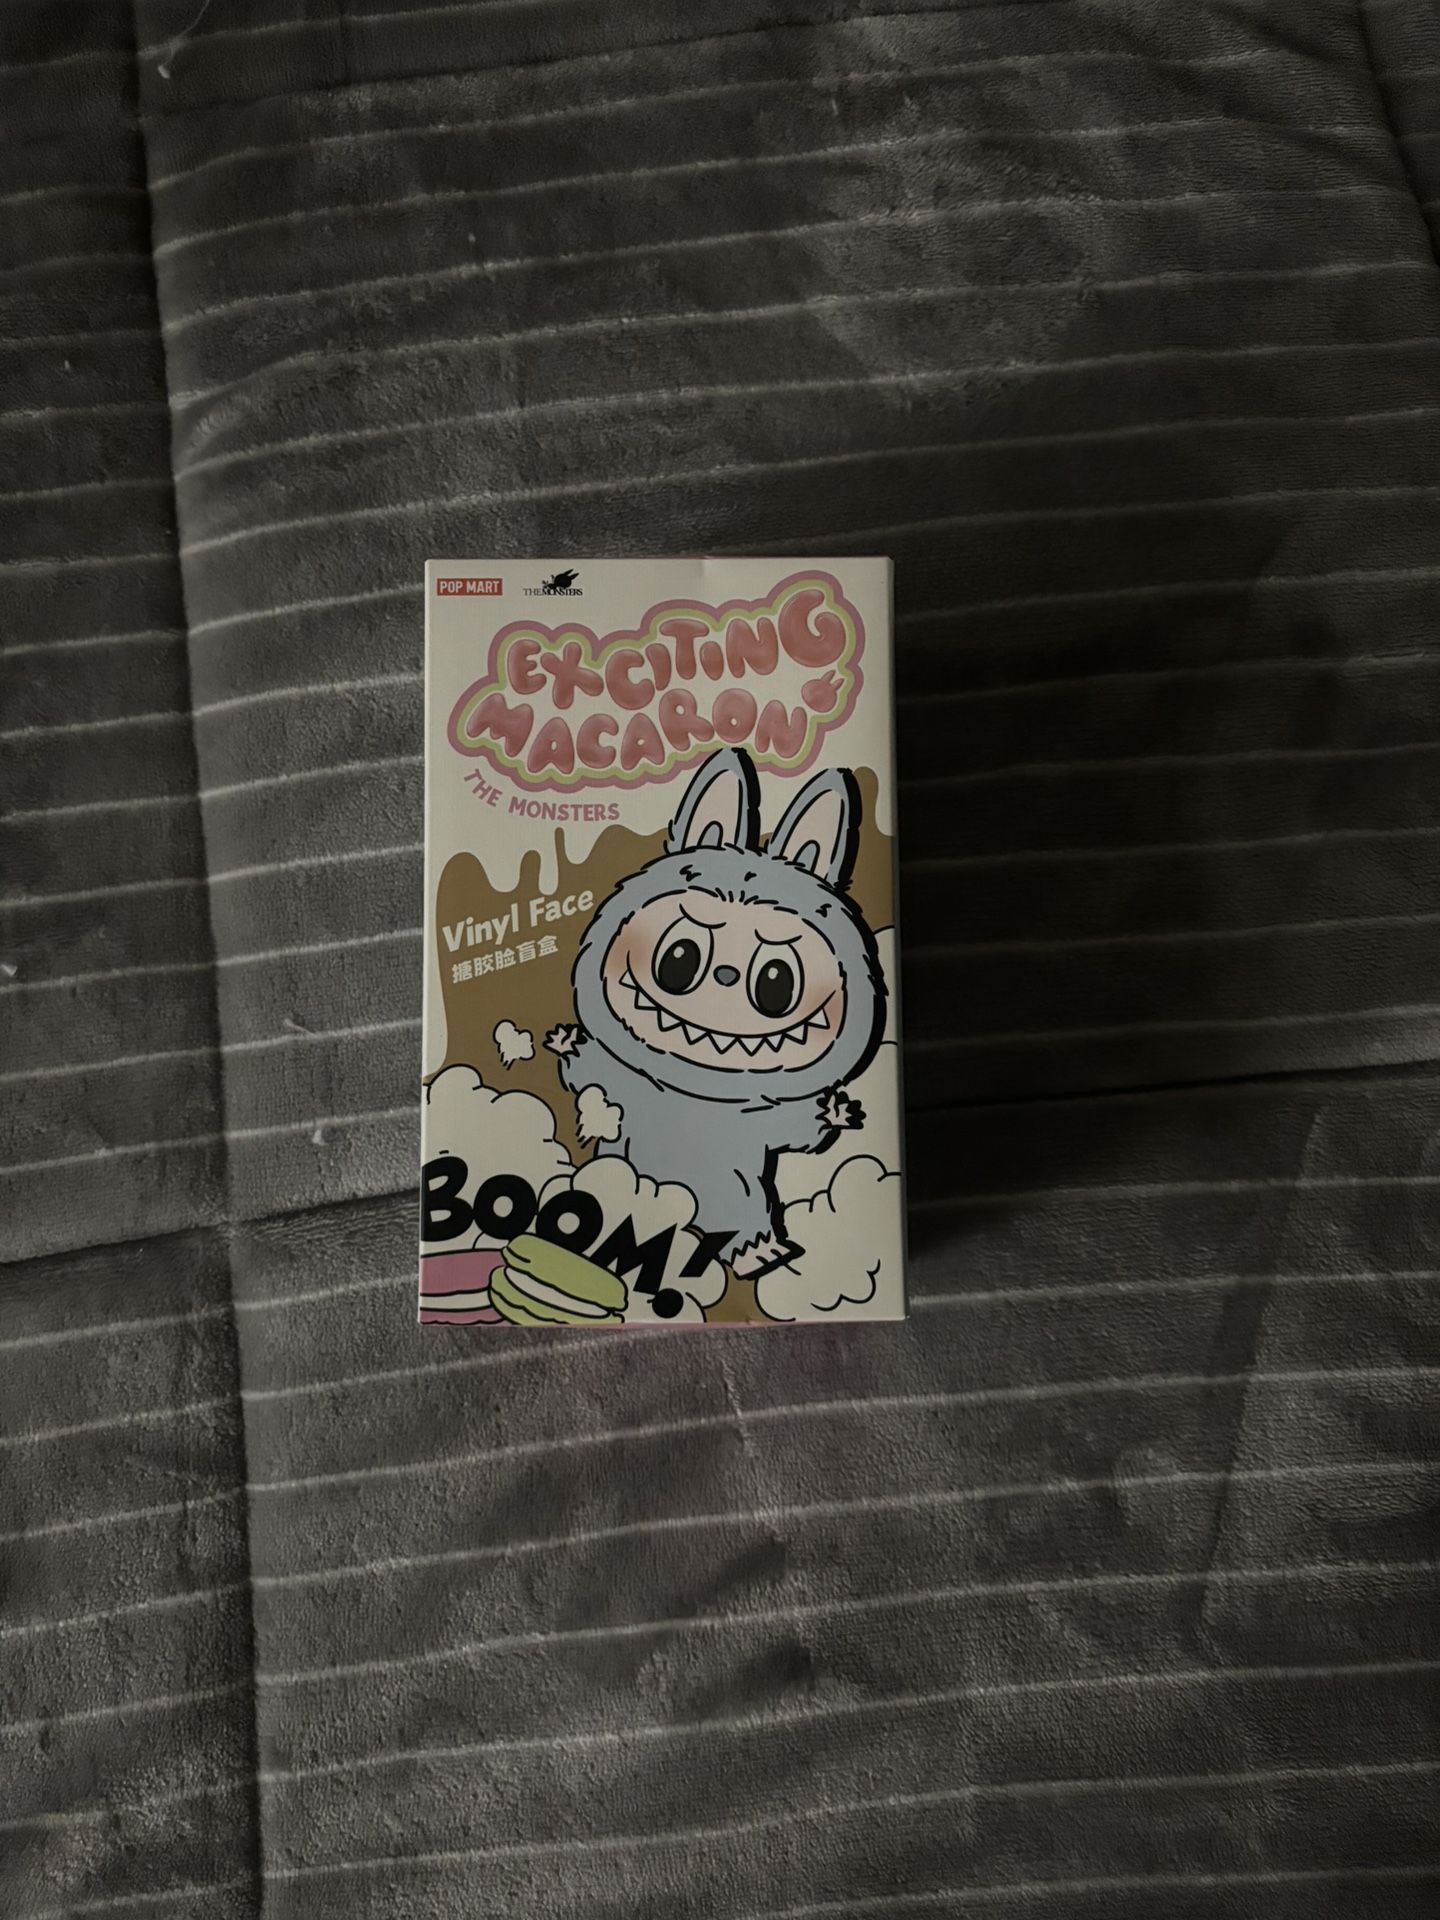 POP MART
THE MONSTERS
EXCITING
MACARON
THE MONSTERS
Vinyl Face
搪胶脸盲盒
BOOM!